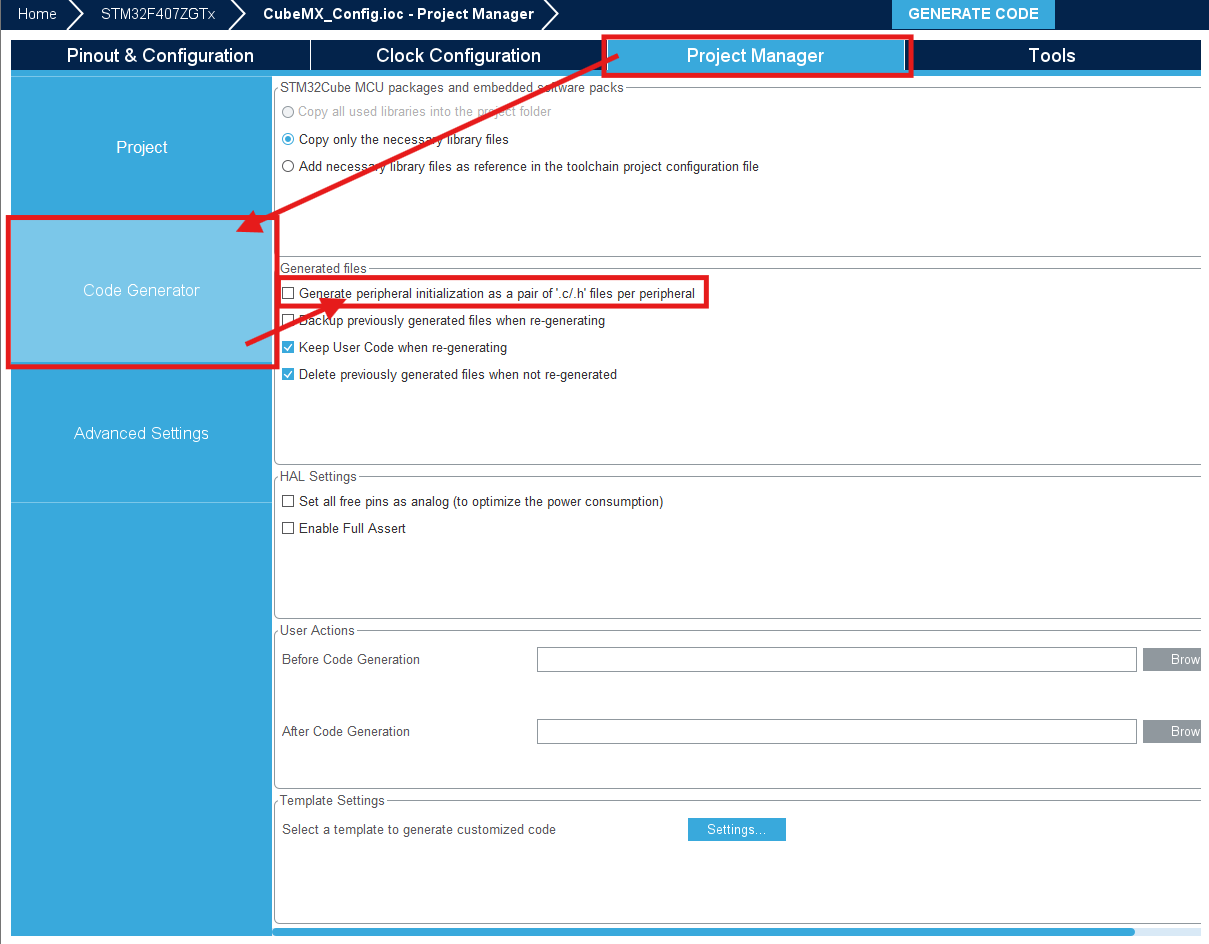 Home STM32F407ZGTx CubeMX_Config.ioc - Project Manager GENERATE CODE
Pinout & Configuration Clock Configuration Project Manager Tools
STM32Cube MCU packages and embedded software packs
Copy all used libraries into the project folder
Project
Copy only the necessary library files
Add necessary library files as reference in the toolchain project configuration file
Generated files
Code Generator
Generate peripheral initialization as a pair of '.c/.h' files per peripheral
Backup previously generated files when re-generating
Keep User Code when re-generating
Delete previously generated files when not re-generated
Advanced Settings
HAL Settings
Set all free pins as analog (to optimize the power consumption)
Enable Full Assert
User Actions
Before Code Generation Brow
After Code Generation Brow
Template Settings
Select a template to generate customized code Settings...